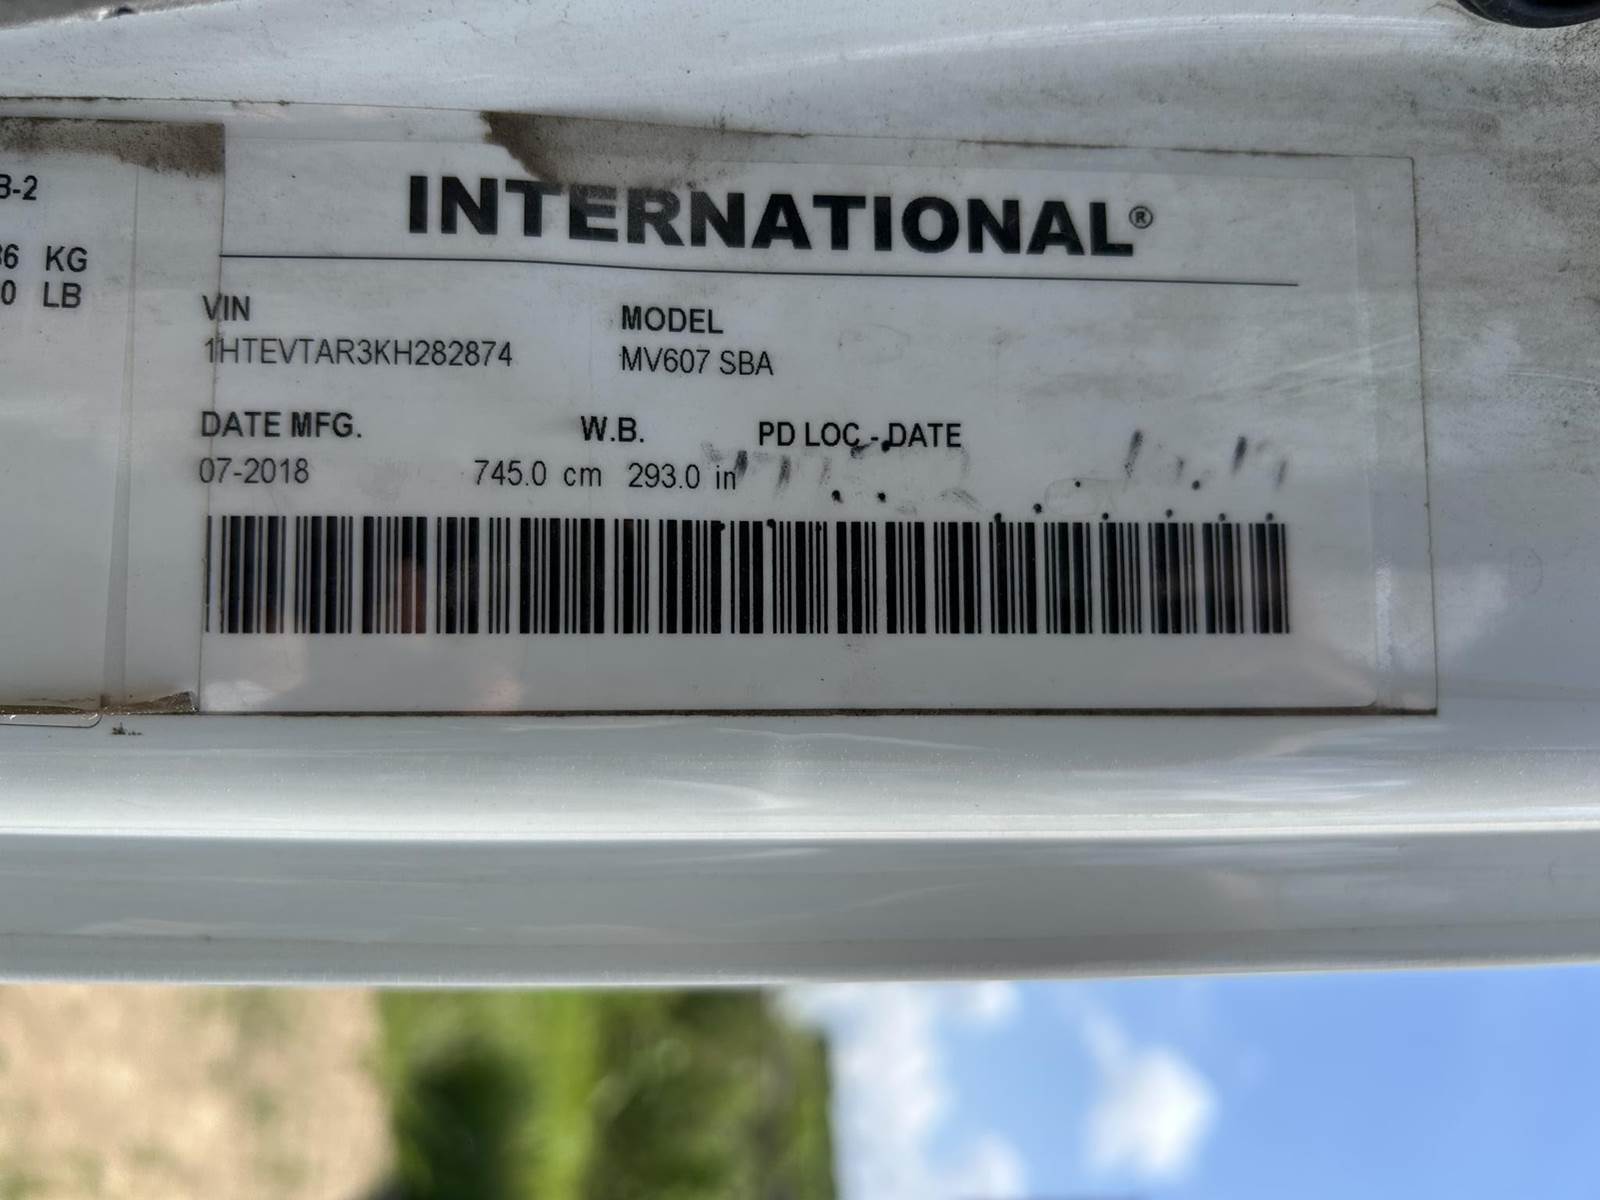 B-2
36 KG
0 LB
INTERNATIONAL®
VIN MODEL
1HTEVTAR3KH282874 MV607 SBA
DATE MFG. W.B. PD LOC - DATE
07-2018 745.0 cm 293.0 in